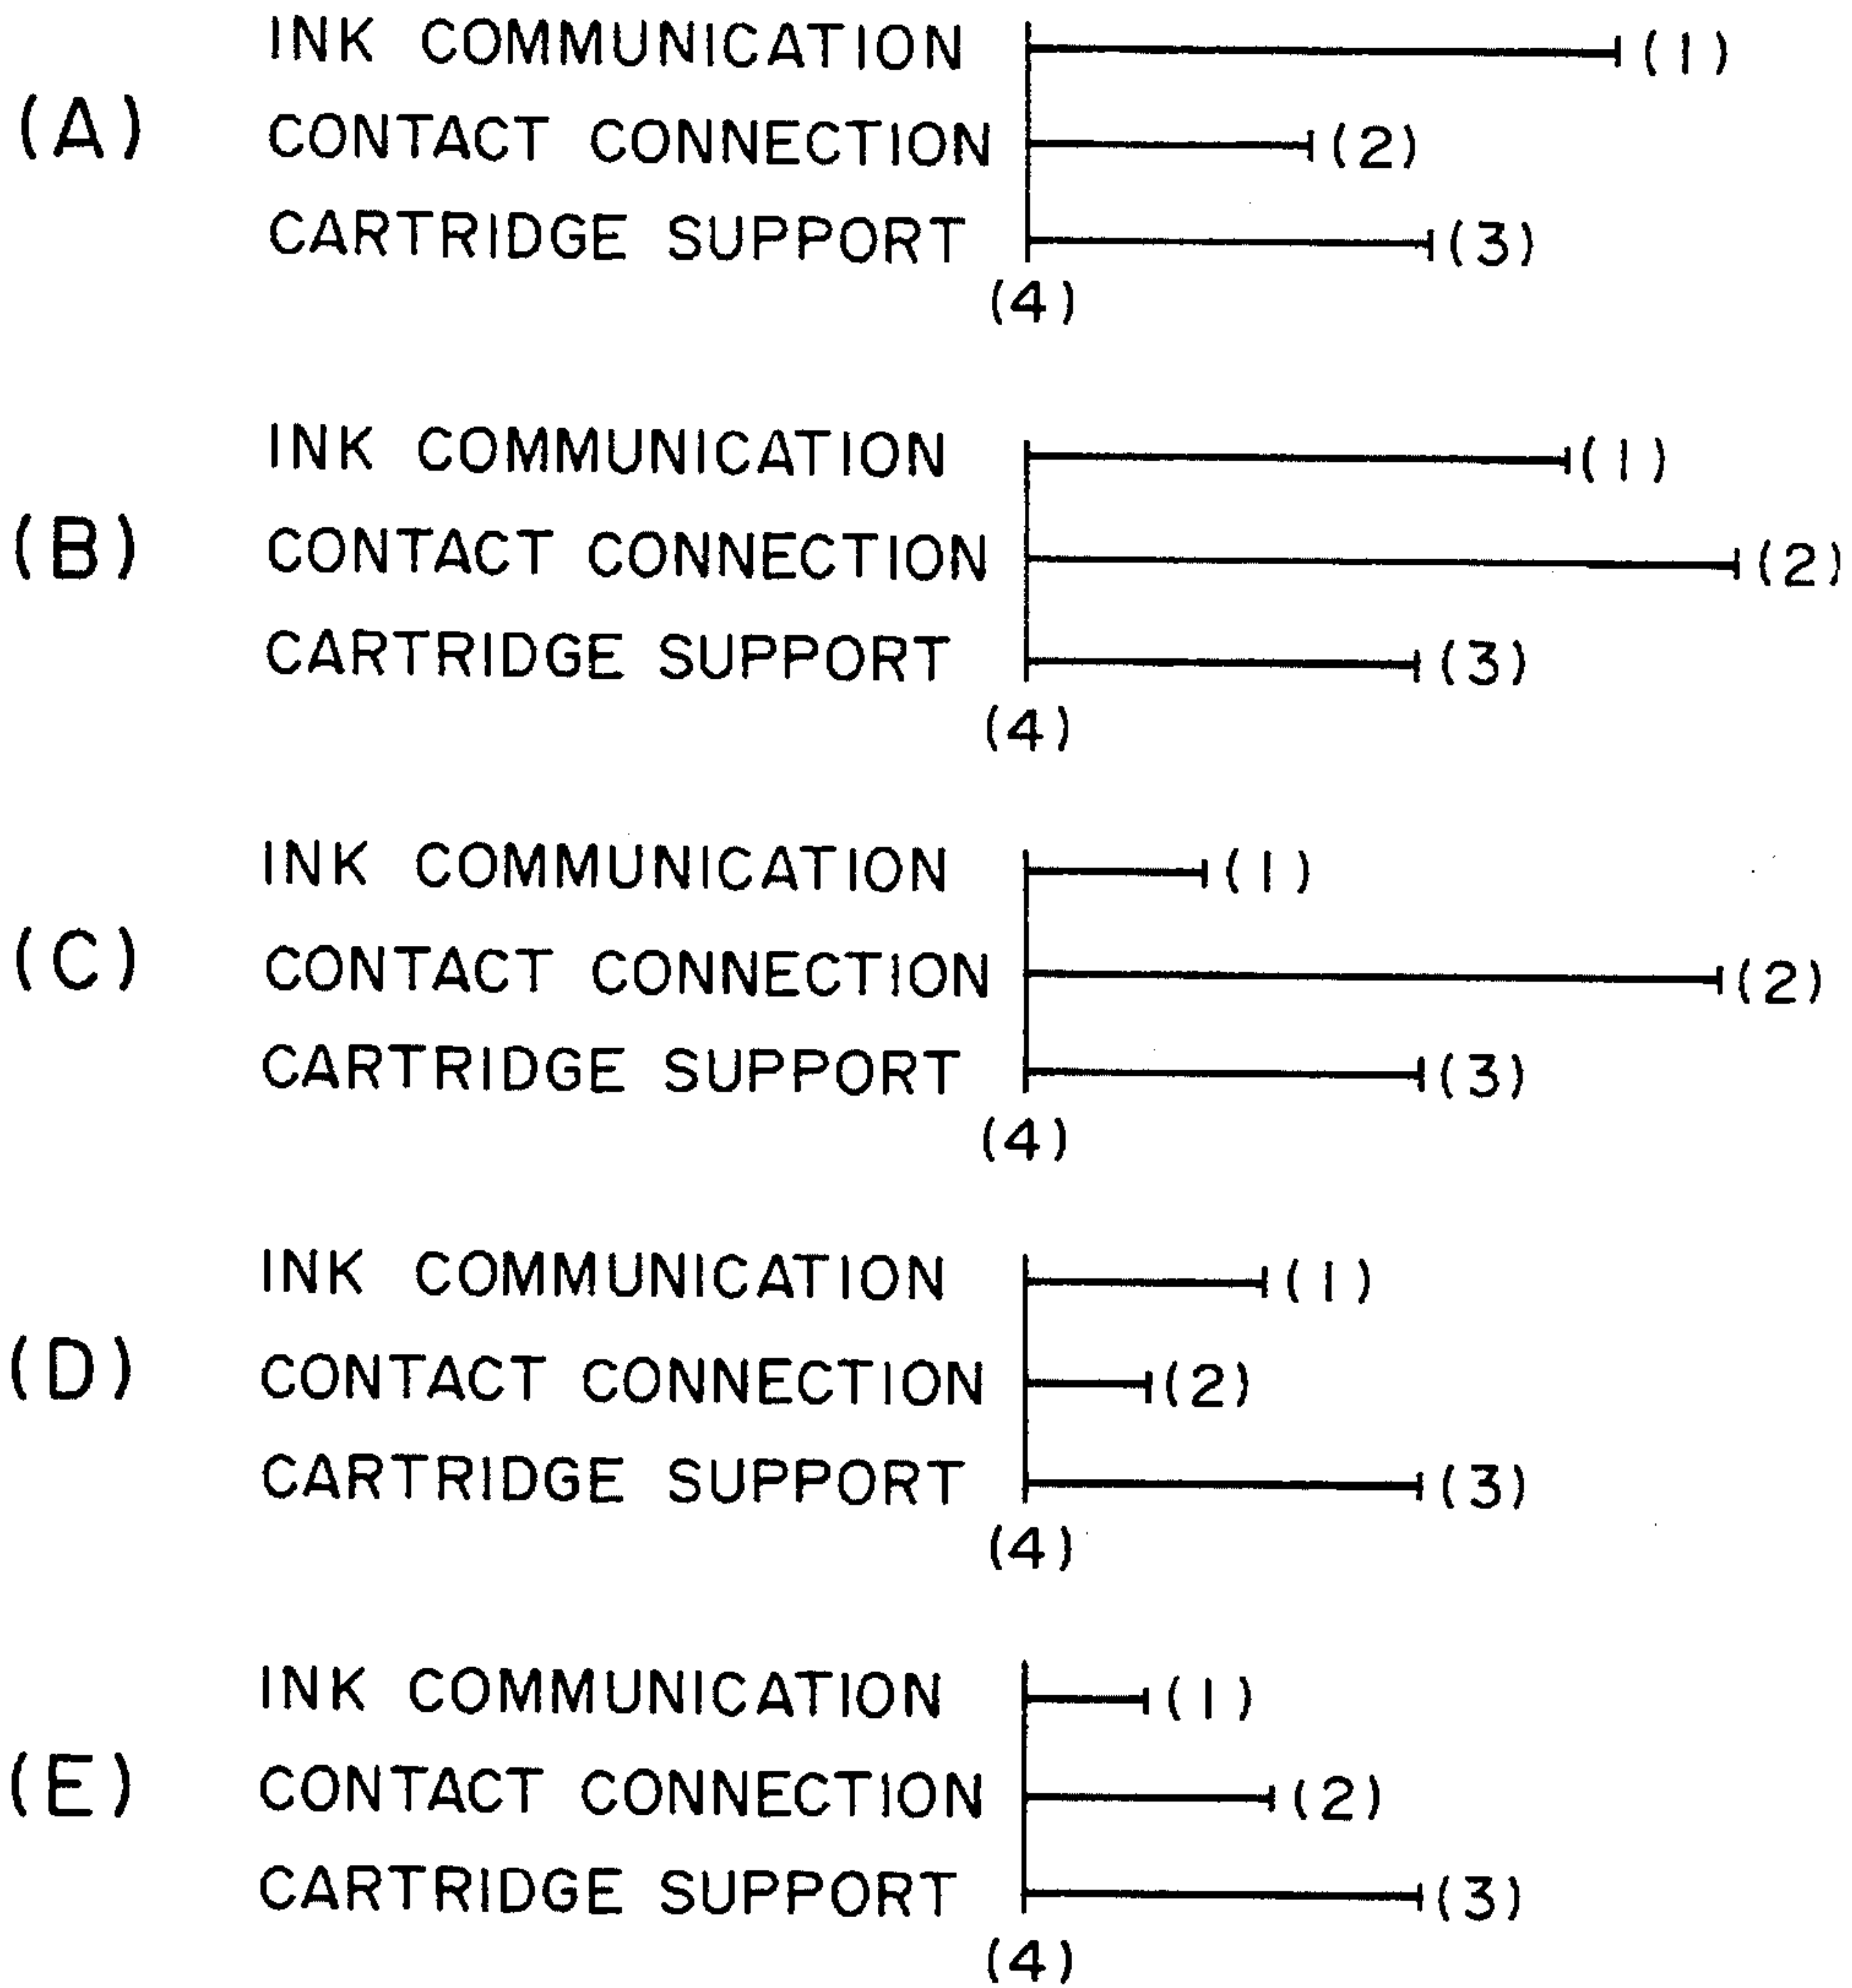 INK COMMUNICATION (1)
(A) CONTACT CONNECTION (2)
CARTRIDGE SUPPORT (3)
(4)
INK COMMUNICATION (1)
(B) CONTACT CONNECTION (2)
CARTRIDGE SUPPORT (3)
(4)
INK COMMUNICATION (1)
(C) CONTACT CONNECTION (2)
CARTRIDGE SUPPORT (3)
(4)
INK COMMUNICATION (1)
(D) CONTACT CONNECTION (2)
CARTRIDGE SUPPORT (3)
(4)
INK COMMUNICATION (1)
(E) CONTACT CONNECTION (2)
CARTRIDGE SUPPORT (3)
(4)